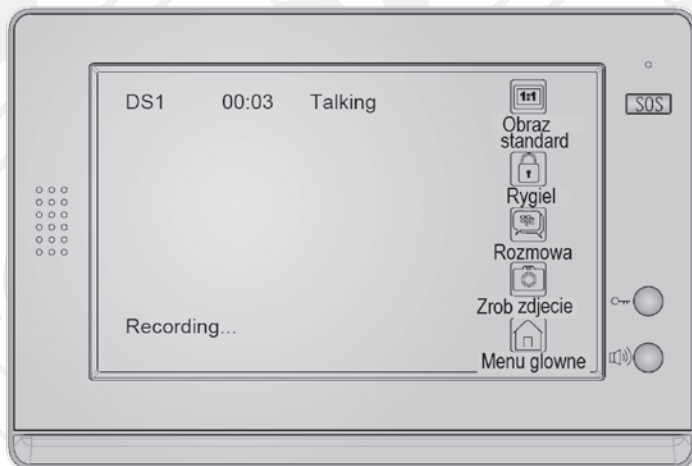 DS1 00:03 Talking
1:1
SOS
Obraz
standard
Rygiel
Rozmowa
Zrob zdjecie
Recording...
Menu glowne